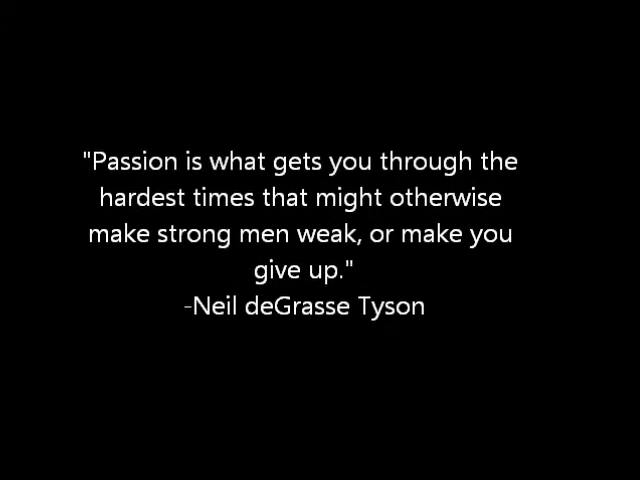 "Passion is what gets you through the
hardest times that might otherwise
make strong men weak, or make you
give up."
-Neil deGrasse Tyson